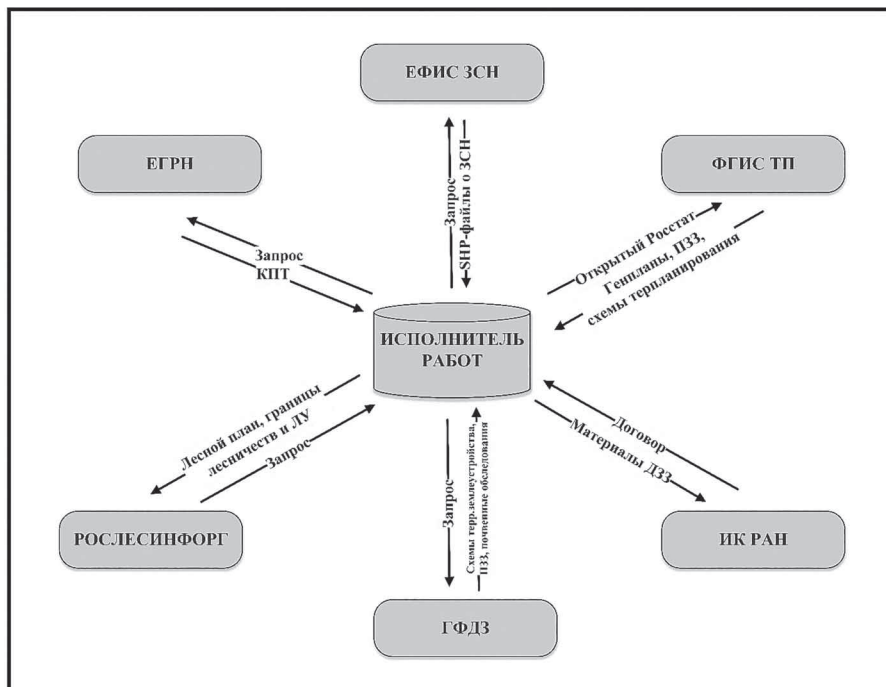 ЕФИС ЗСН
ЕГРН
ФГИС ТП
Запрос
SHP-файлы о ЗСН
Запрос
КПТ
Открытый Росстат
Генпланы, ПЗЗ,
схемы терпланирования
ИСПОЛНИТЕЛЬ
РАБОТ
Лесной план, границы
лесничеств и ЛУ
Запрос
Запрос
Схемы терр.землеустройства,
ПЗЗ, почвенные обследования
Договор
Материалы ДЗЗ
РОСЛЕСИНФОРГ
ИК РАН
ГФДЗ